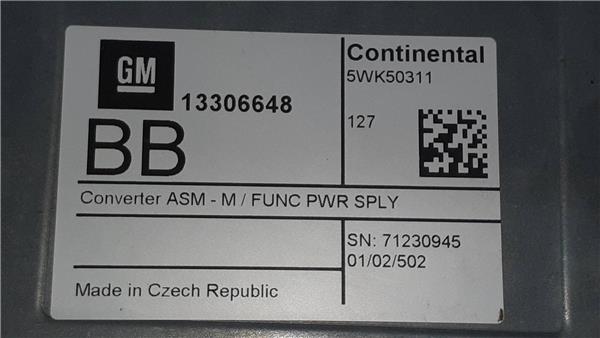 GM
13306648
BB
Continental
5WK50311
127
Converter ASM - M / FUNC PWR SPLY
SN: 71230945
01/02/502
Made in Czech Republic